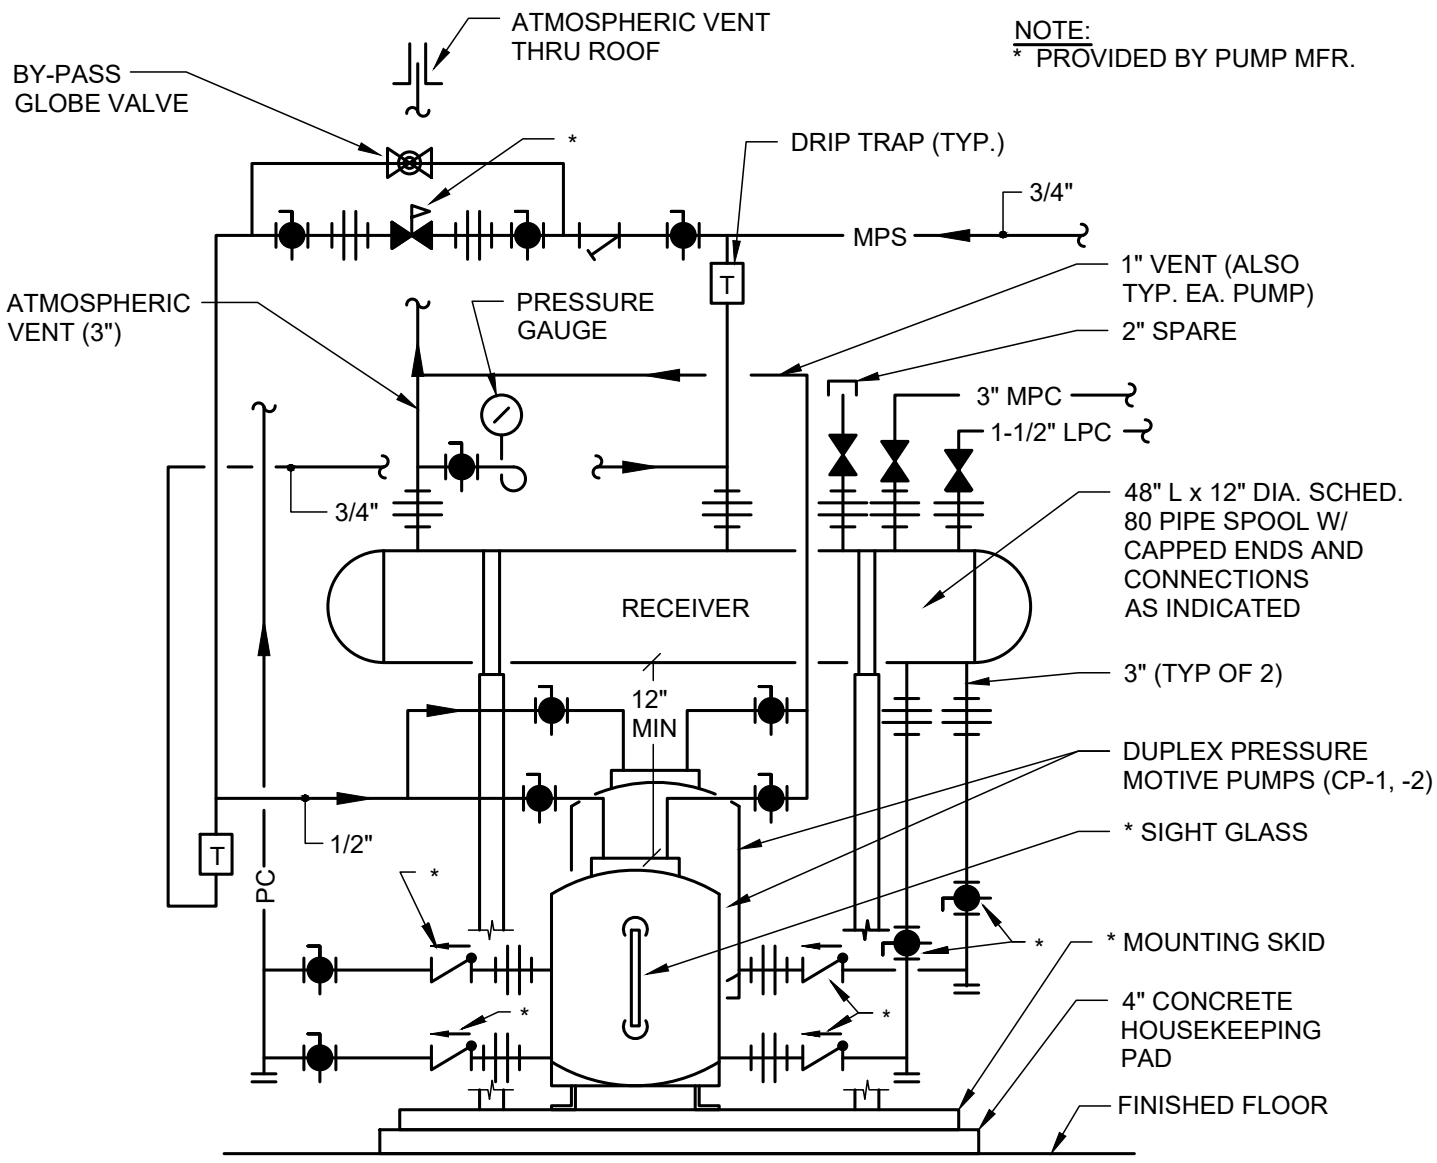 ATMOSPHERIC VENT
THRU ROOF
NOTE:
* PROVIDED BY PUMP MFR.
BY-PASS
GLOBE VALVE
*
DRIP TRAP (TYP.)
3/4"
MPS
1" VENT (ALSO
TYP. EA. PUMP)
T
ATMOSPHERIC
VENT (3")
PRESSURE
GAUGE
2" SPARE
3" MPC
1-1/2" LPC
3/4"
48" L x 12" DIA. SCHED.
80 PIPE SPOOL W/
CAPPED ENDS AND
CONNECTIONS
AS INDICATED
RECEIVER
3" (TYP OF 2)
12"
MIN
DUPLEX PRESSURE
MOTIVE PUMPS (CP-1, -2)
1/2"
* SIGHT GLASS
T
PC
*
*
* MOUNTING SKID
*
*
4" CONCRETE
HOUSEKEEPING
PAD
FINISHED FLOOR